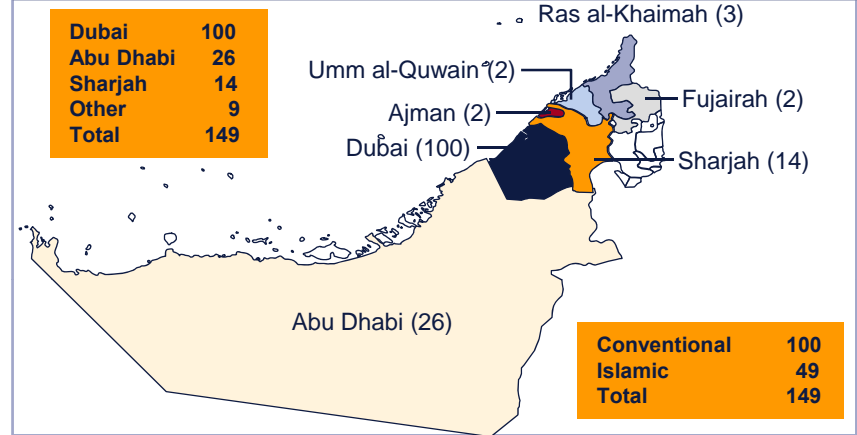 Ras al-Khaimah (3)
Dubai 100
Abu Dhabi 26
Sharjah 14
Other 9
Total 149
Umm al-Quwain (2)
Ajman (2)
Fujairah (2)
Dubai (100)
Sharjah (14)
Abu Dhabi (26)
Conventional 100
Islamic 49
Total 149